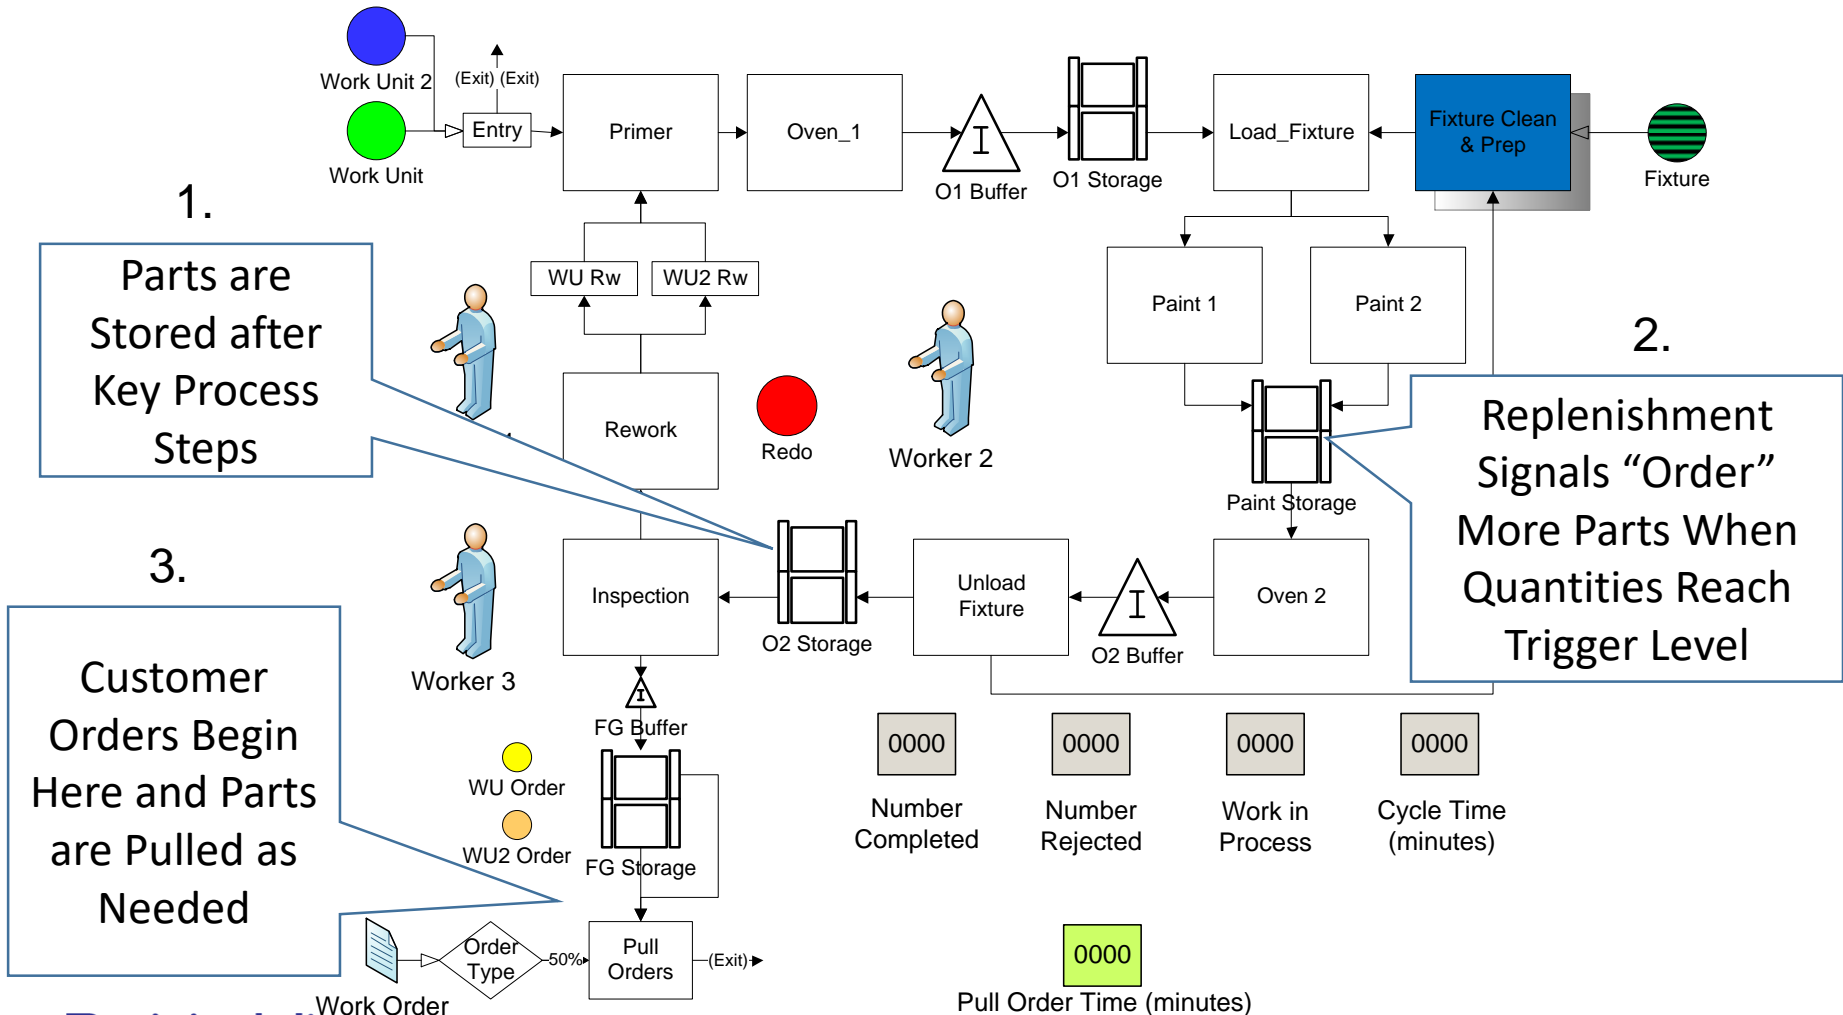 Work Unit 2
(Exit) (Exit)
Entry
Work Unit
Primer
Oven_1
O1 Buffer
O1 Storage
Load_Fixture
Fixture Clean
& Prep
Fixture
1.
Parts are
Stored after
Key Process
Steps
WU Rw
WU2 Rw
Paint 1
Paint 2
2.
Replenishment
Signals “Order”
More Parts When
Quantities Reach
Trigger Level
Rework
Redo
Worker 2
Paint Storage
3.
Customer
Orders Begin
Here and Parts
are Pulled as
Needed
Worker 3
Inspection
O2 Storage
Unload
Fixture
O2 Buffer
Oven 2
FG Buffer
WU Order
WU2 Order
FG Storage
0000
Number
Completed
0000
Number
Rejected
0000
Work in
Process
0000
Cycle Time
(minutes)
Work Order
Order
Type
50%
Pull
Orders
(Exit)
0000
Pull Order Time (minutes)